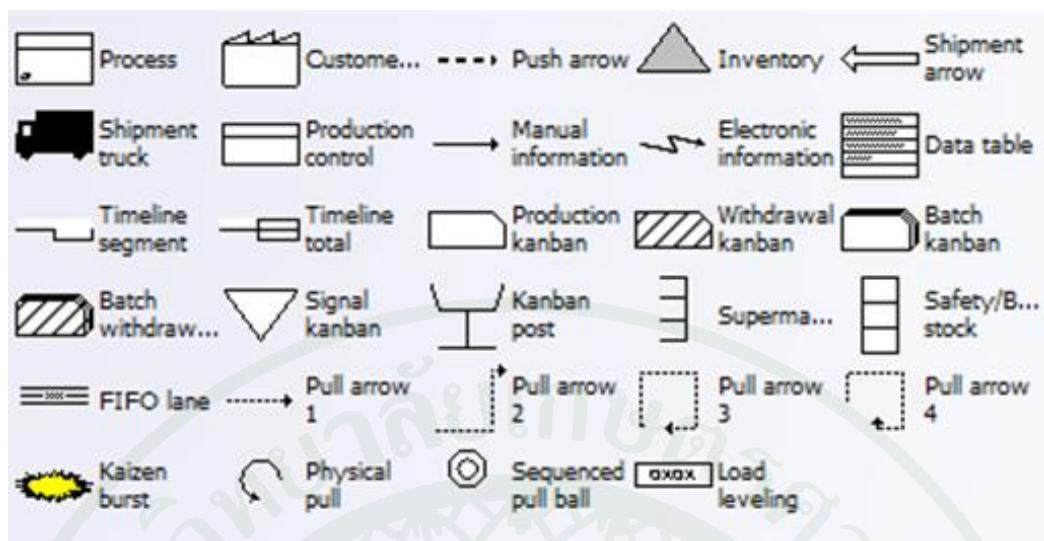 Process
Custome...
Push arrow
Inventory
Shipment
arrow
Shipment
truck
Production
control
Manual
information
Electronic
information
Data table
Timeline
segment
Timeline
total
Production
kanban
Withdrawal
kanban
Batch
kanban
Batch
withdraw...
Signal
kanban
Kanban
post
Superma...
Safety/B...
stock
FIFO lane
Pull arrow
1
Pull arrow
2
Pull arrow
3
Pull arrow
4
Kaizen
burst
Physical
pull
Sequenced
pull ball
OXOX
Load
leveling